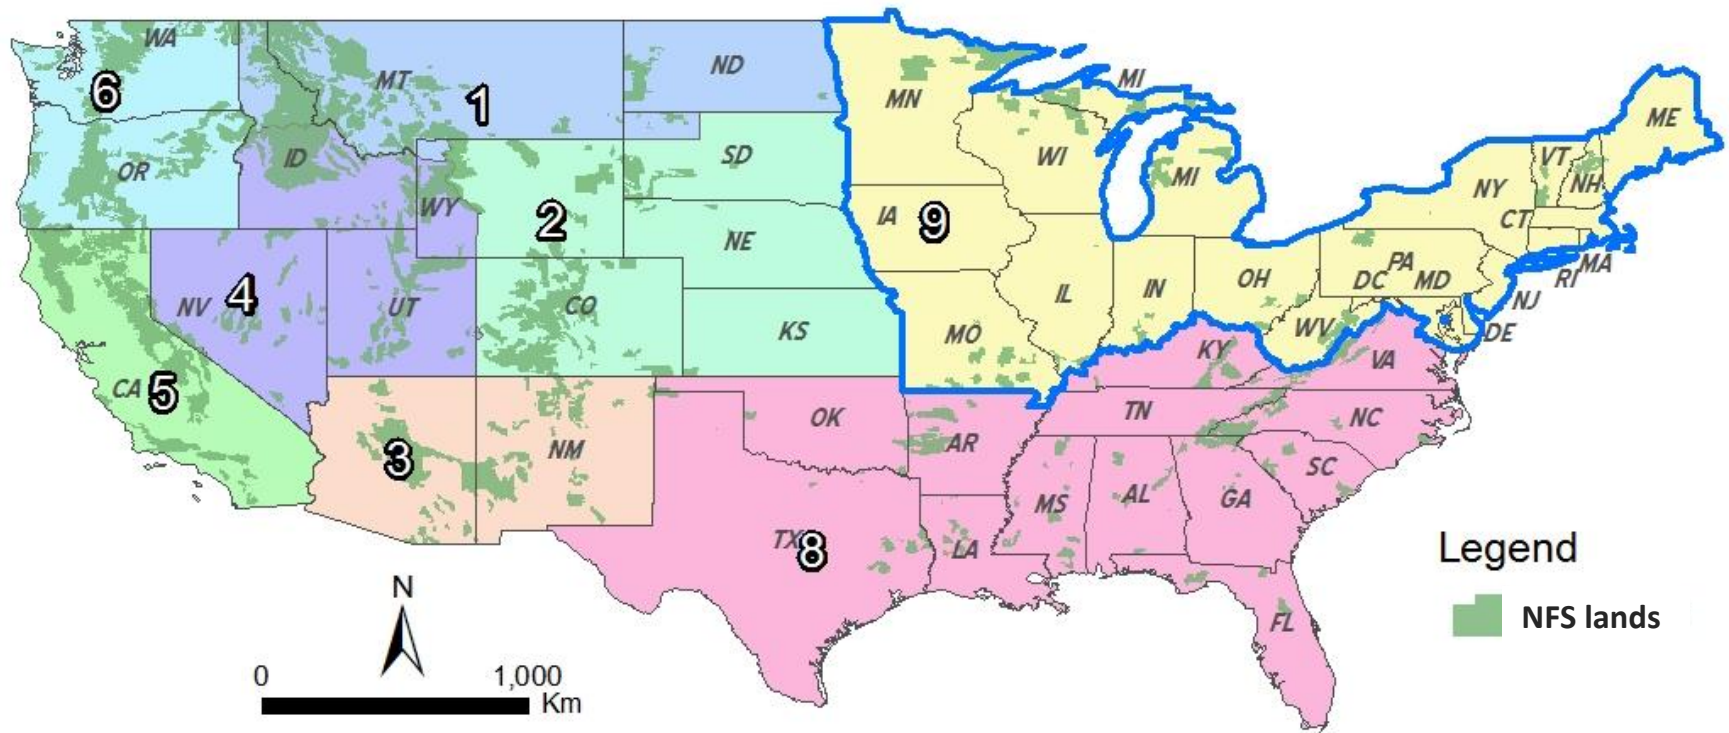 WA
6
MT
1
ND
MN
MI
ME
OR
ID
WY
SD
WI
MI
VT
NH
NY
CT
2
NE
IA
9
NV
4
UT
CO
KS
IL
IN
OH
PA
DC
MD
RI
MA
NJ
MO
WV
DE
CA
5
KY
VA
3
NM
OK
AR
TN
NC
SC
TX
8
LA
MS
AL
GA
FL
N
0
1,000
Km
Legend
NFS lands